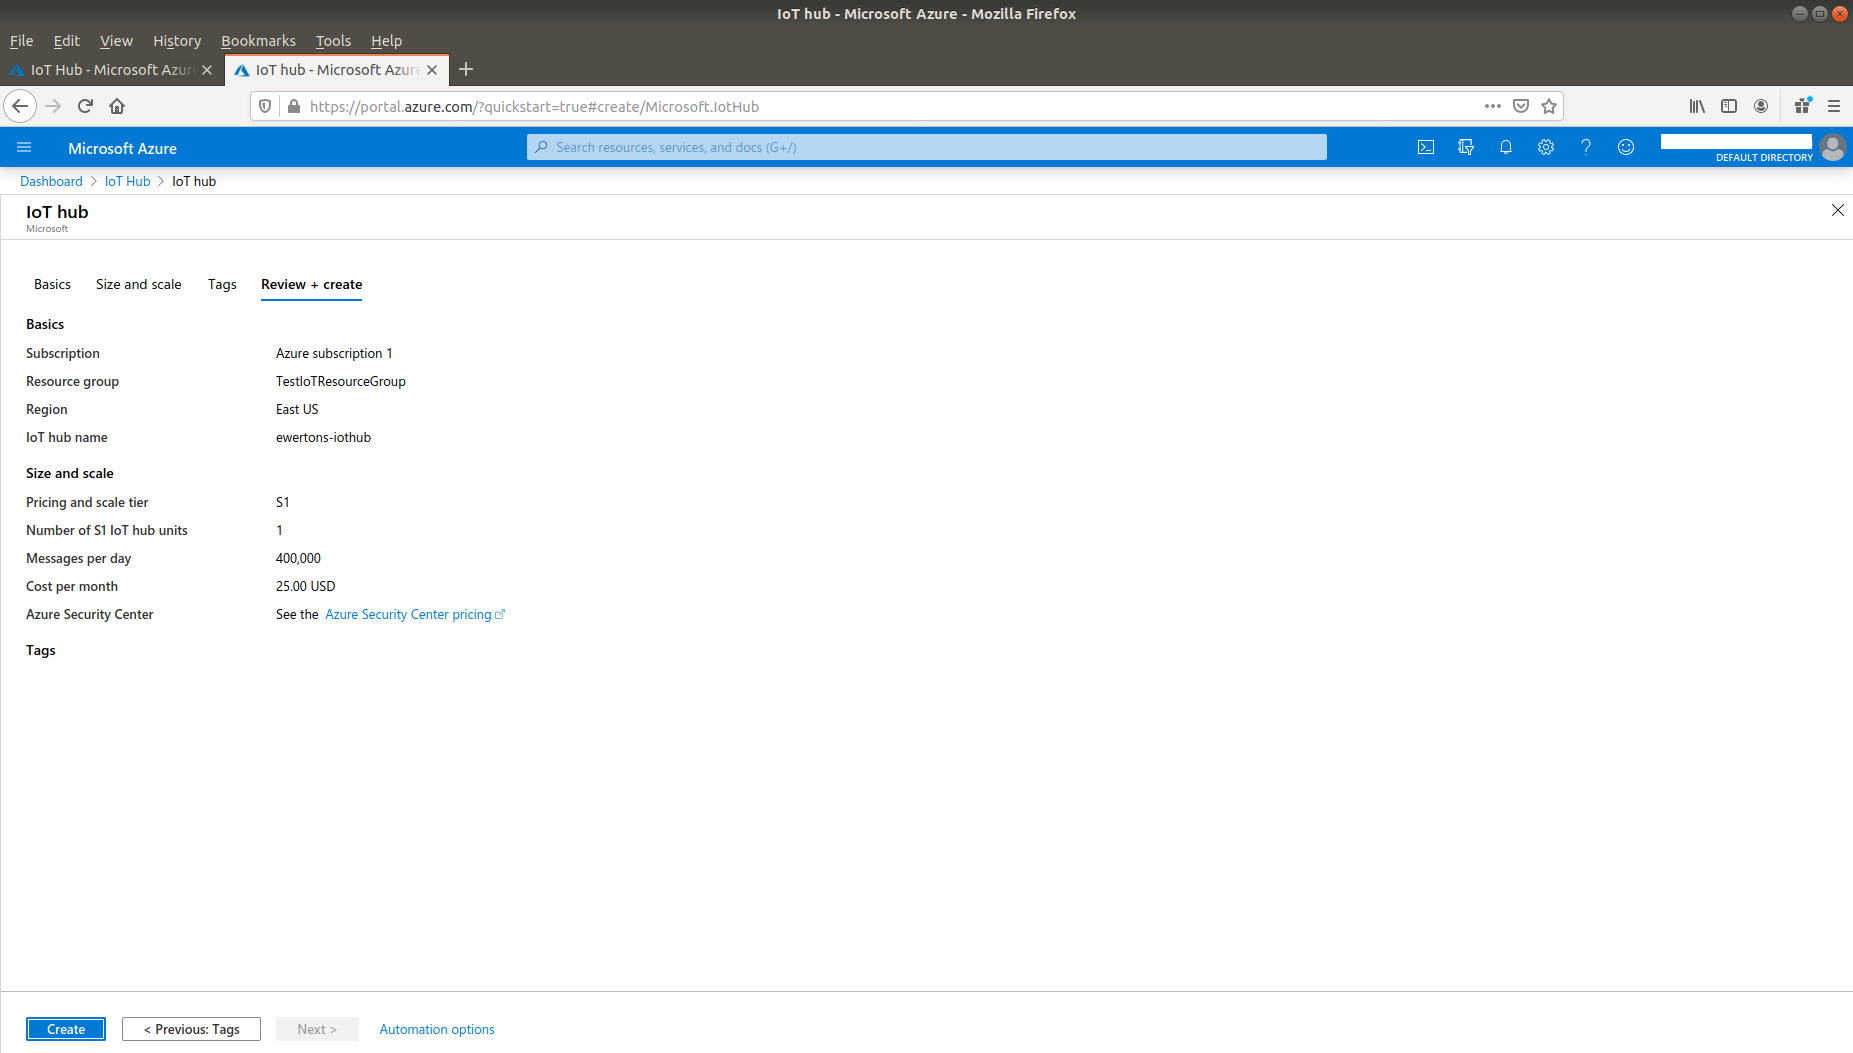 IoT hub - Microsoft Azure - Mozilla Firefox
File Edit View History Bookmarks Tools Help
IoT Hub - Microsoft Azur
IoT hub - Microsoft Azure
https://portal.azure.com/?quickstart=true#create/Microsoft.IotHub
Microsoft Azure
Search resources, services, and docs (G+/)
DEFAULT DIRECTORY
Dashboard > IoT Hub > IoT hub
IoT hub
Microsoft
Basics Size and scale Tags Review + create
Basics
Subscription Azure subscription 1
Resource group TestIoTResourceGroup
Region East US
IoT hub name ewertons-iothub
Size and scale
Pricing and scale tier S1
Number of S1 IoT hub units 1
Messages per day 400,000
Cost per month 25.00 USD
Azure Security Center See the Azure Security Center pricing
Tags
Create < Previous: Tags Next > Automation options